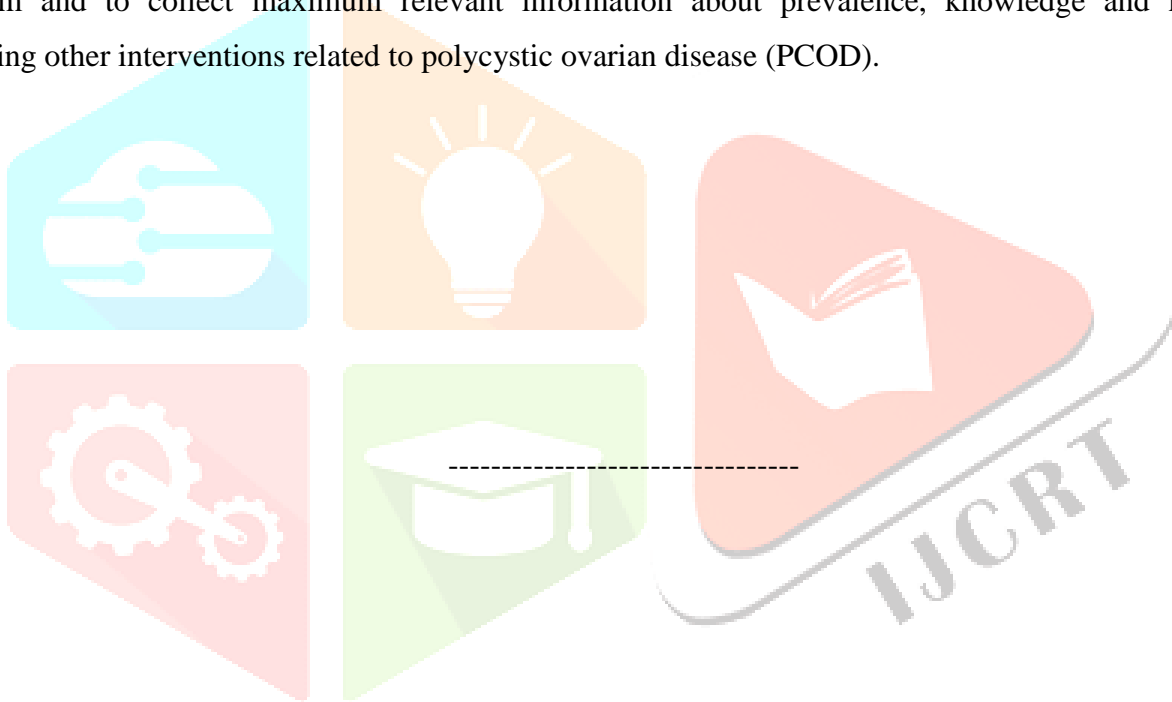 and to collect maximum relevant information about prevalence, knowledge and
other interventions related to polycystic ovarian disease (PCOD).
---------------------------------
IJCRT